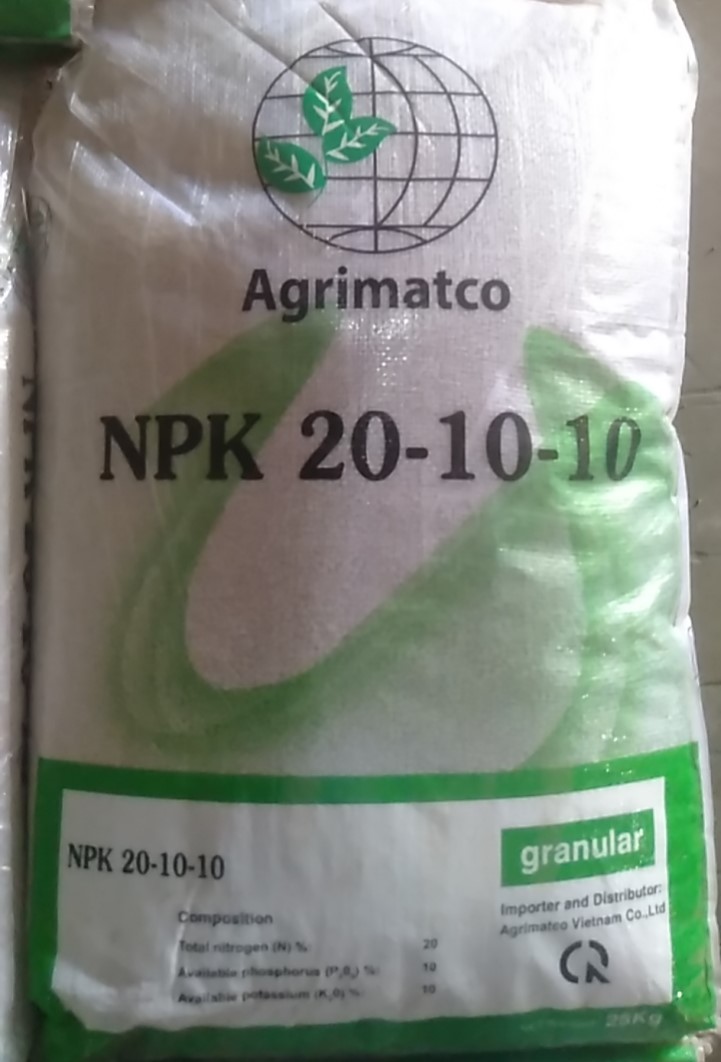 Agrimatco
NPK 20-10-10
NPK 20-10-10
granular
Composition
Total nitrogen (N) %: 20
Available phosphorus (P₂O₅) %: 10
Available potassium (K₂O) %: 10
Importer and Distributor:
Agrimatco Vietnam Co.,Ltd
CR
25Kg